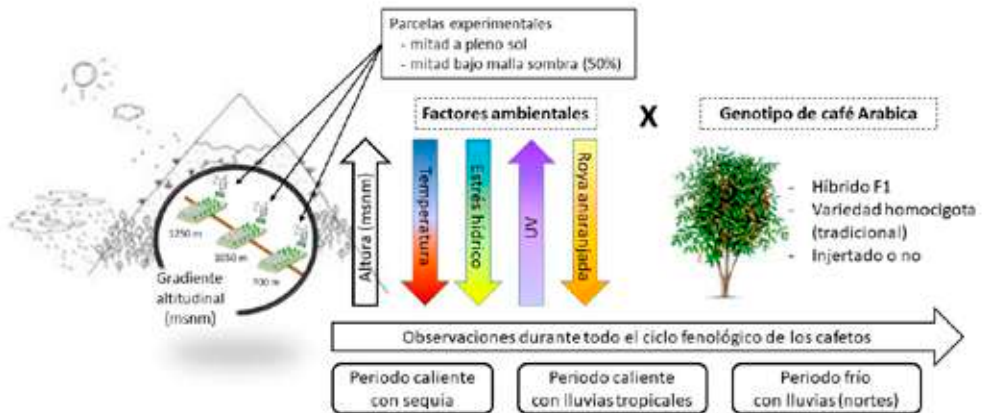 Parcelas experimentales
- mitad a pleno sol
- mitad bajo malla sombra (50%)
Factores ambientales
X
Genotipo de café Arabica
Altura (msnm)
Temperatura
Estrés hídrico
UV
Roya anaranjada
- Híbrido F1
- Variedad homocigota
(tradicional)
- Injertado o no
1250 m
1050 m
700 m
Gradiente
altitudinal
(msnm)
Observaciones durante todo el ciclo fenológico de los cafetos
Periodo caliente
con sequía
Periodo caliente
con lluvias tropicales
Periodo frío
con lluvias (nortes)